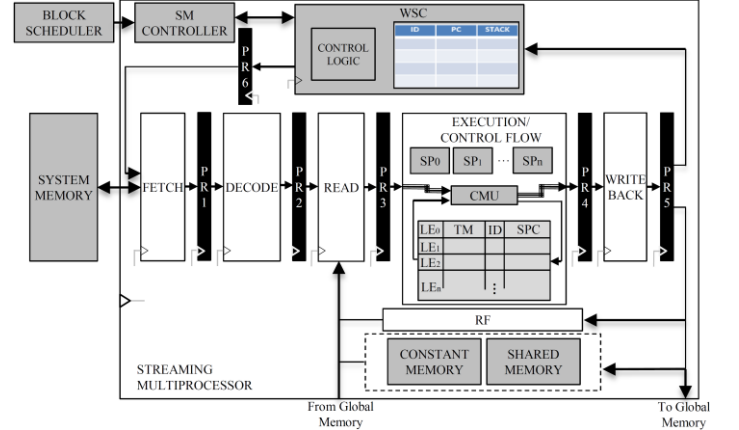 BLOCK
SCHEDULER
SM
CONTROLLER
WSC
CONTROL
LOGIC
ID PC STACK
PR6
SYSTEM
MEMORY
FETCH
PR1
DECODE
PR2
READ
PR3
EXECUTION/
CONTROL FLOW
SP0 SP1 ... SPn
CMU
LE0 TM ID SPC
LE1
LE2
LEn ⋮
PR4
WRITE
BACK
PR5
RF
CONSTANT
MEMORY
SHARED
MEMORY
STREAMING
MULTIPROCESSOR
From Global
Memory
To Global
Memory